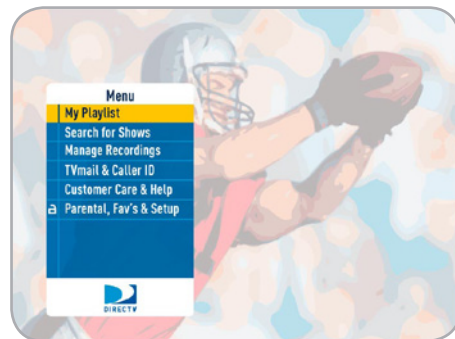 Menu
My Playlist
Search for Shows
Manage Recordings
TVmail & Caller ID
Customer Care & Help
Parental, Fav's & Setup
DIRECTV